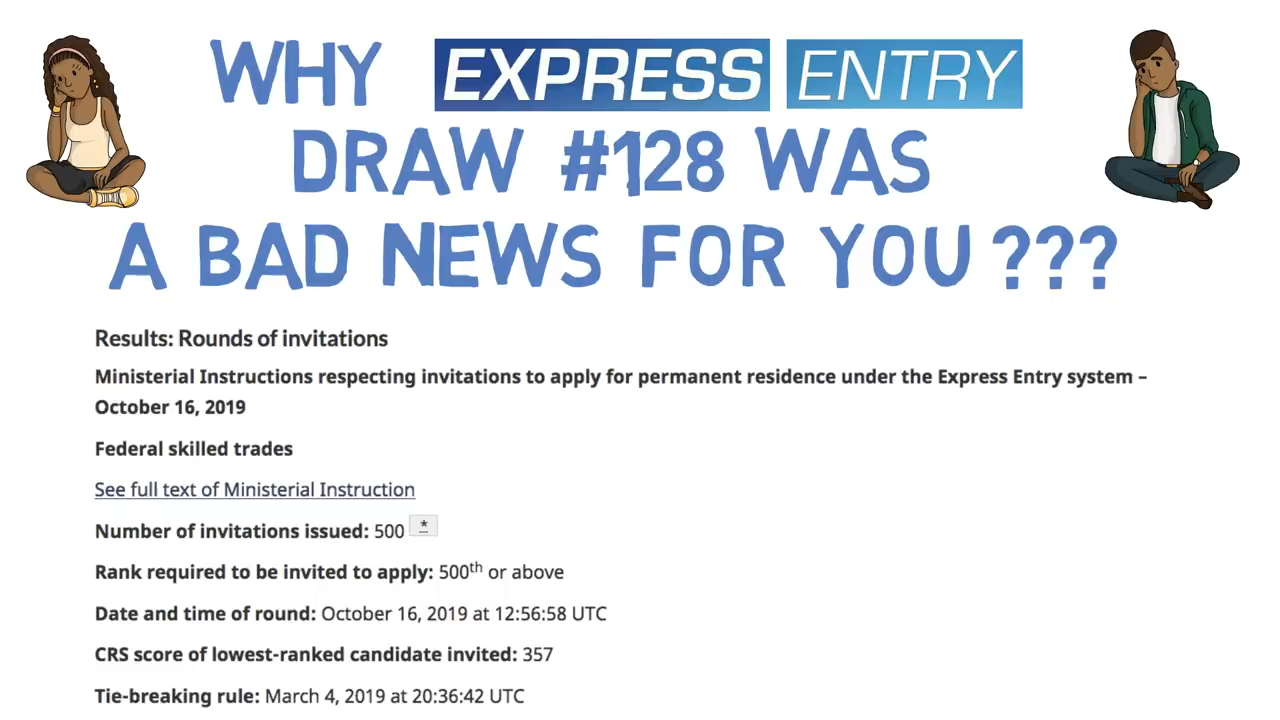 WHY EXPRESS ENTRY
DRAW #128 WAS
A BAD NEWS FOR YOU???
Results: Rounds of invitations
Ministerial Instructions respecting invitations to apply for permanent residence under the Express Entry system –
October 16, 2019
Federal skilled trades
See full text of Ministerial Instruction
Number of invitations issued: 500 *
Rank required to be invited to apply: 500th or above
Date and time of round: October 16, 2019 at 12:56:58 UTC
CRS score of lowest-ranked candidate invited: 357
Tie-breaking rule: March 4, 2019 at 20:36:42 UTC